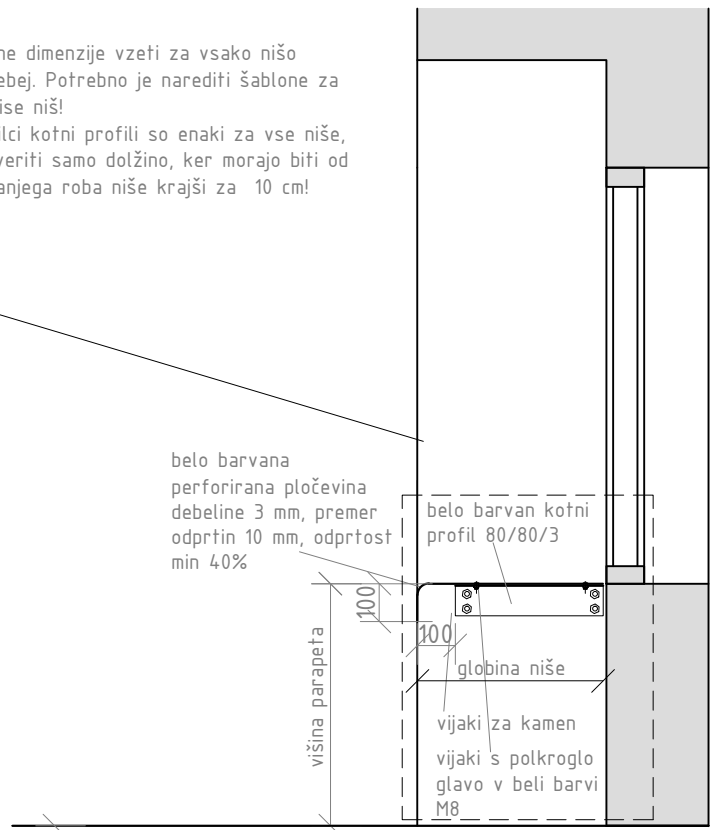 ne dimenzije vzeti za vsako nišo
ebej. Potrebno je narediti šablone za
ise niš!
ilci kotni profili so enaki za vse niše,
veriti samo dolžino, ker morajo biti od
anjega roba niše krajši za 10 cm!
belo barvana
perforirana pločevina
debeline 3 mm, premer
odprtin 10 mm, odprtost
min 40%
belo barvan kotni
profil 80/80/3
100
100
globina niše
višina parapeta
vijaki za kamen
vijaki s polkroglo
glavo v beli barvi
M8